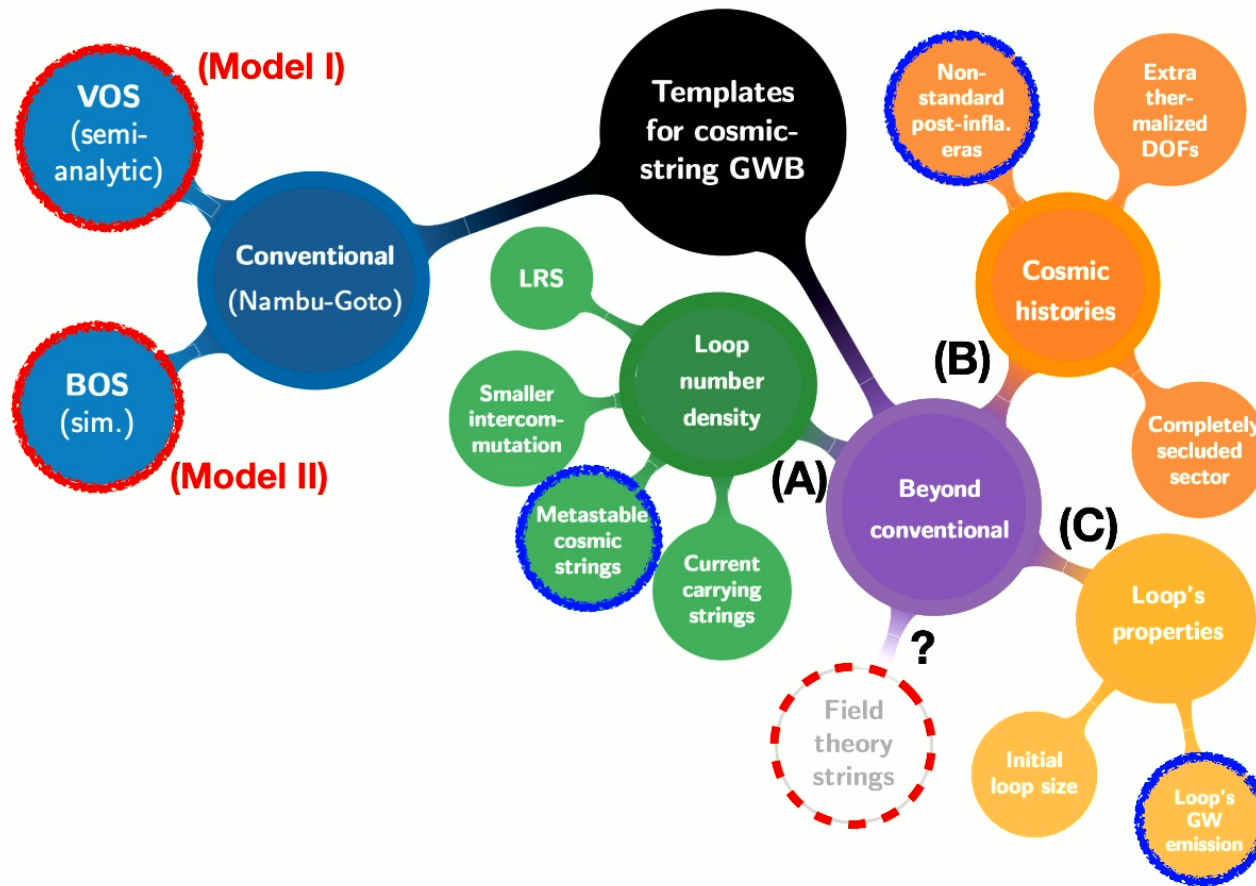 (Model I)
VOS
(semi-
analytic)
Conventional
(Nambu-Goto)
BOS
(sim.)
(Model II)
Templates
for cosmic-
string GWB
LRS
Smaller
intercom-
mutation
Metastable
cosmic
strings
Current
carrying
strings
Loop
number
density
(A)
Beyond
conventional
(B)
Non-
standard
post-infla.
eras
Extra
ther-
malized
DOFs
Cosmic
histories
Completely
secluded
sector
(C)
Loop's
properties
Initial
loop size
Loop's
GW
emission
?
Field
theory
strings